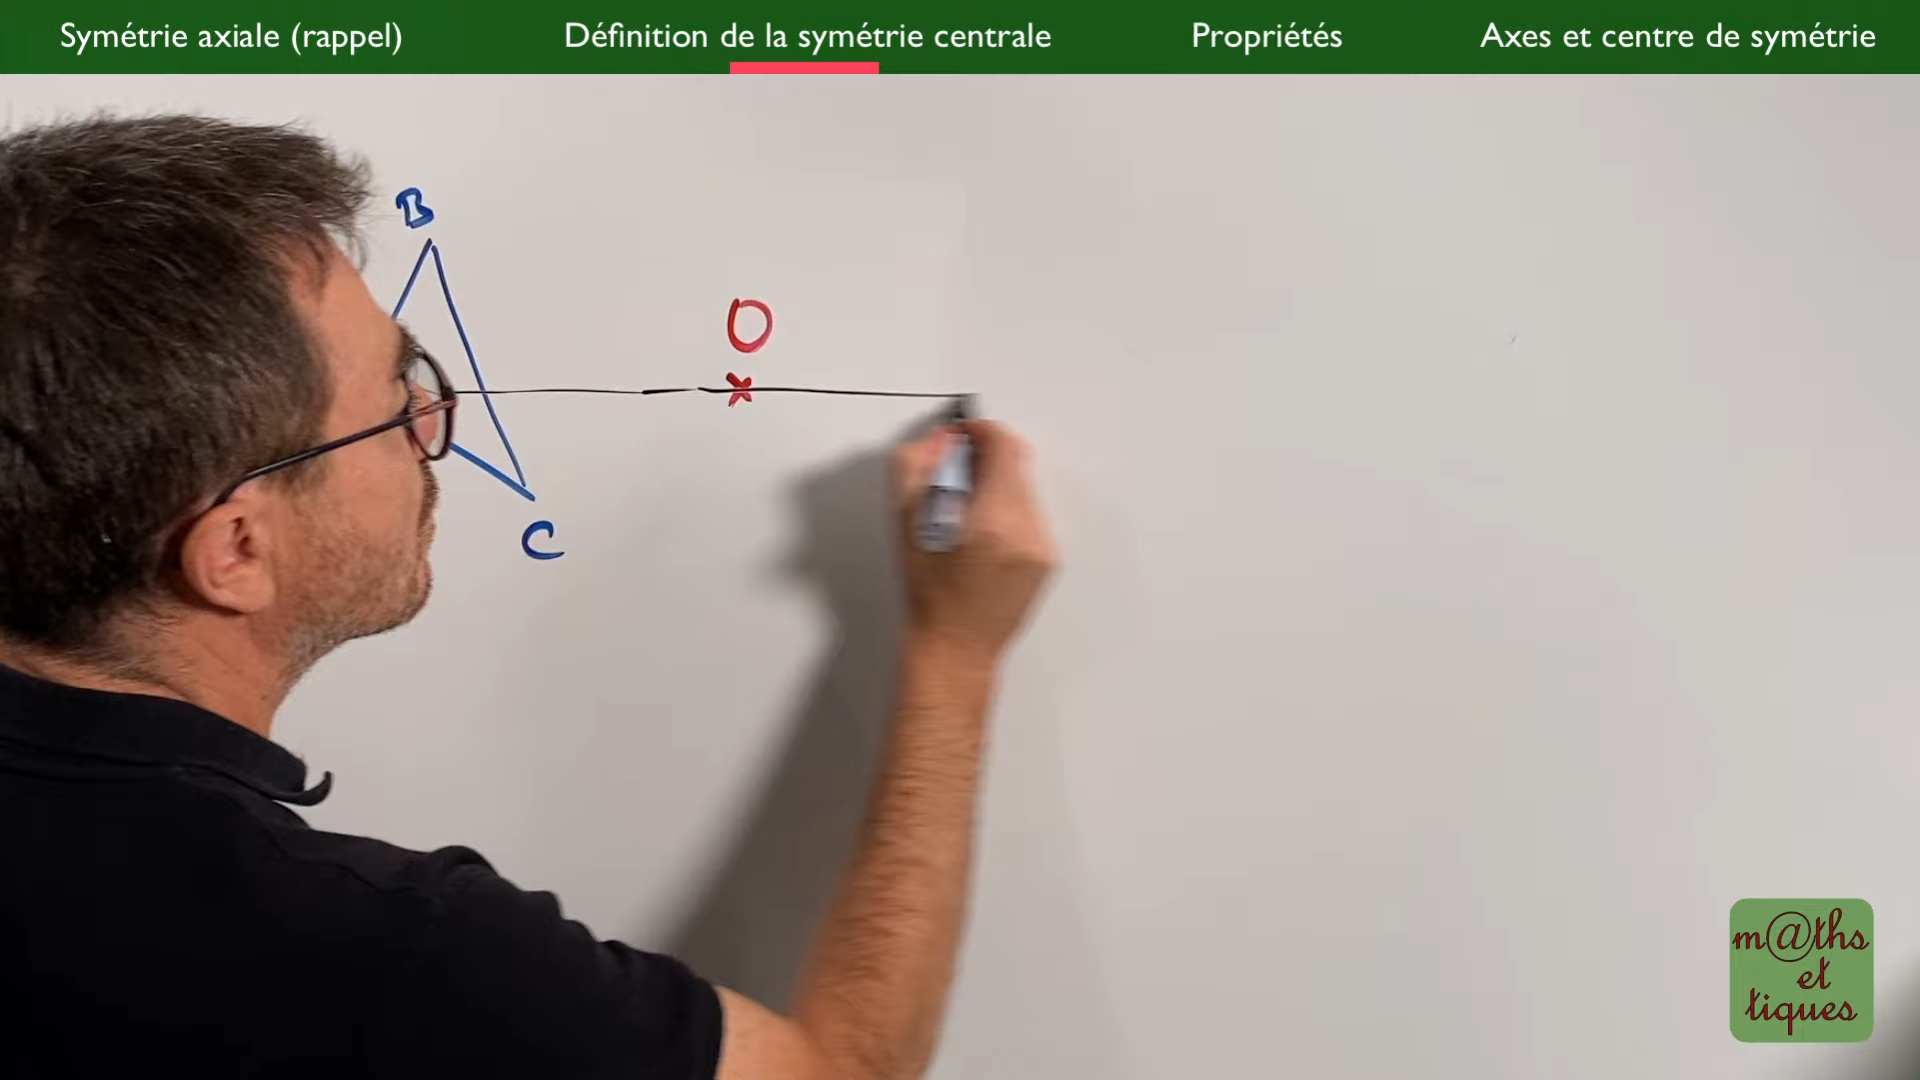 Symétrie axiale (rappel)
Définition de la symétrie centrale
Propriétés
Axes et centre de symétrie
B
O
C
m@ths
et
tiques